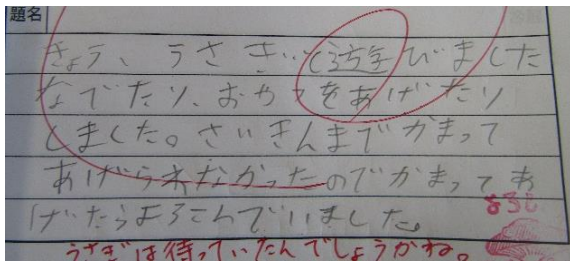 題名
きょう、うさぎと遊びました
なでたり、おやつをあげたり
しました。さいきんまでかまって
あげられなかったのでかまってあ
げたらよろこんでいました。
うさぎは待っていたんでしょうかね。